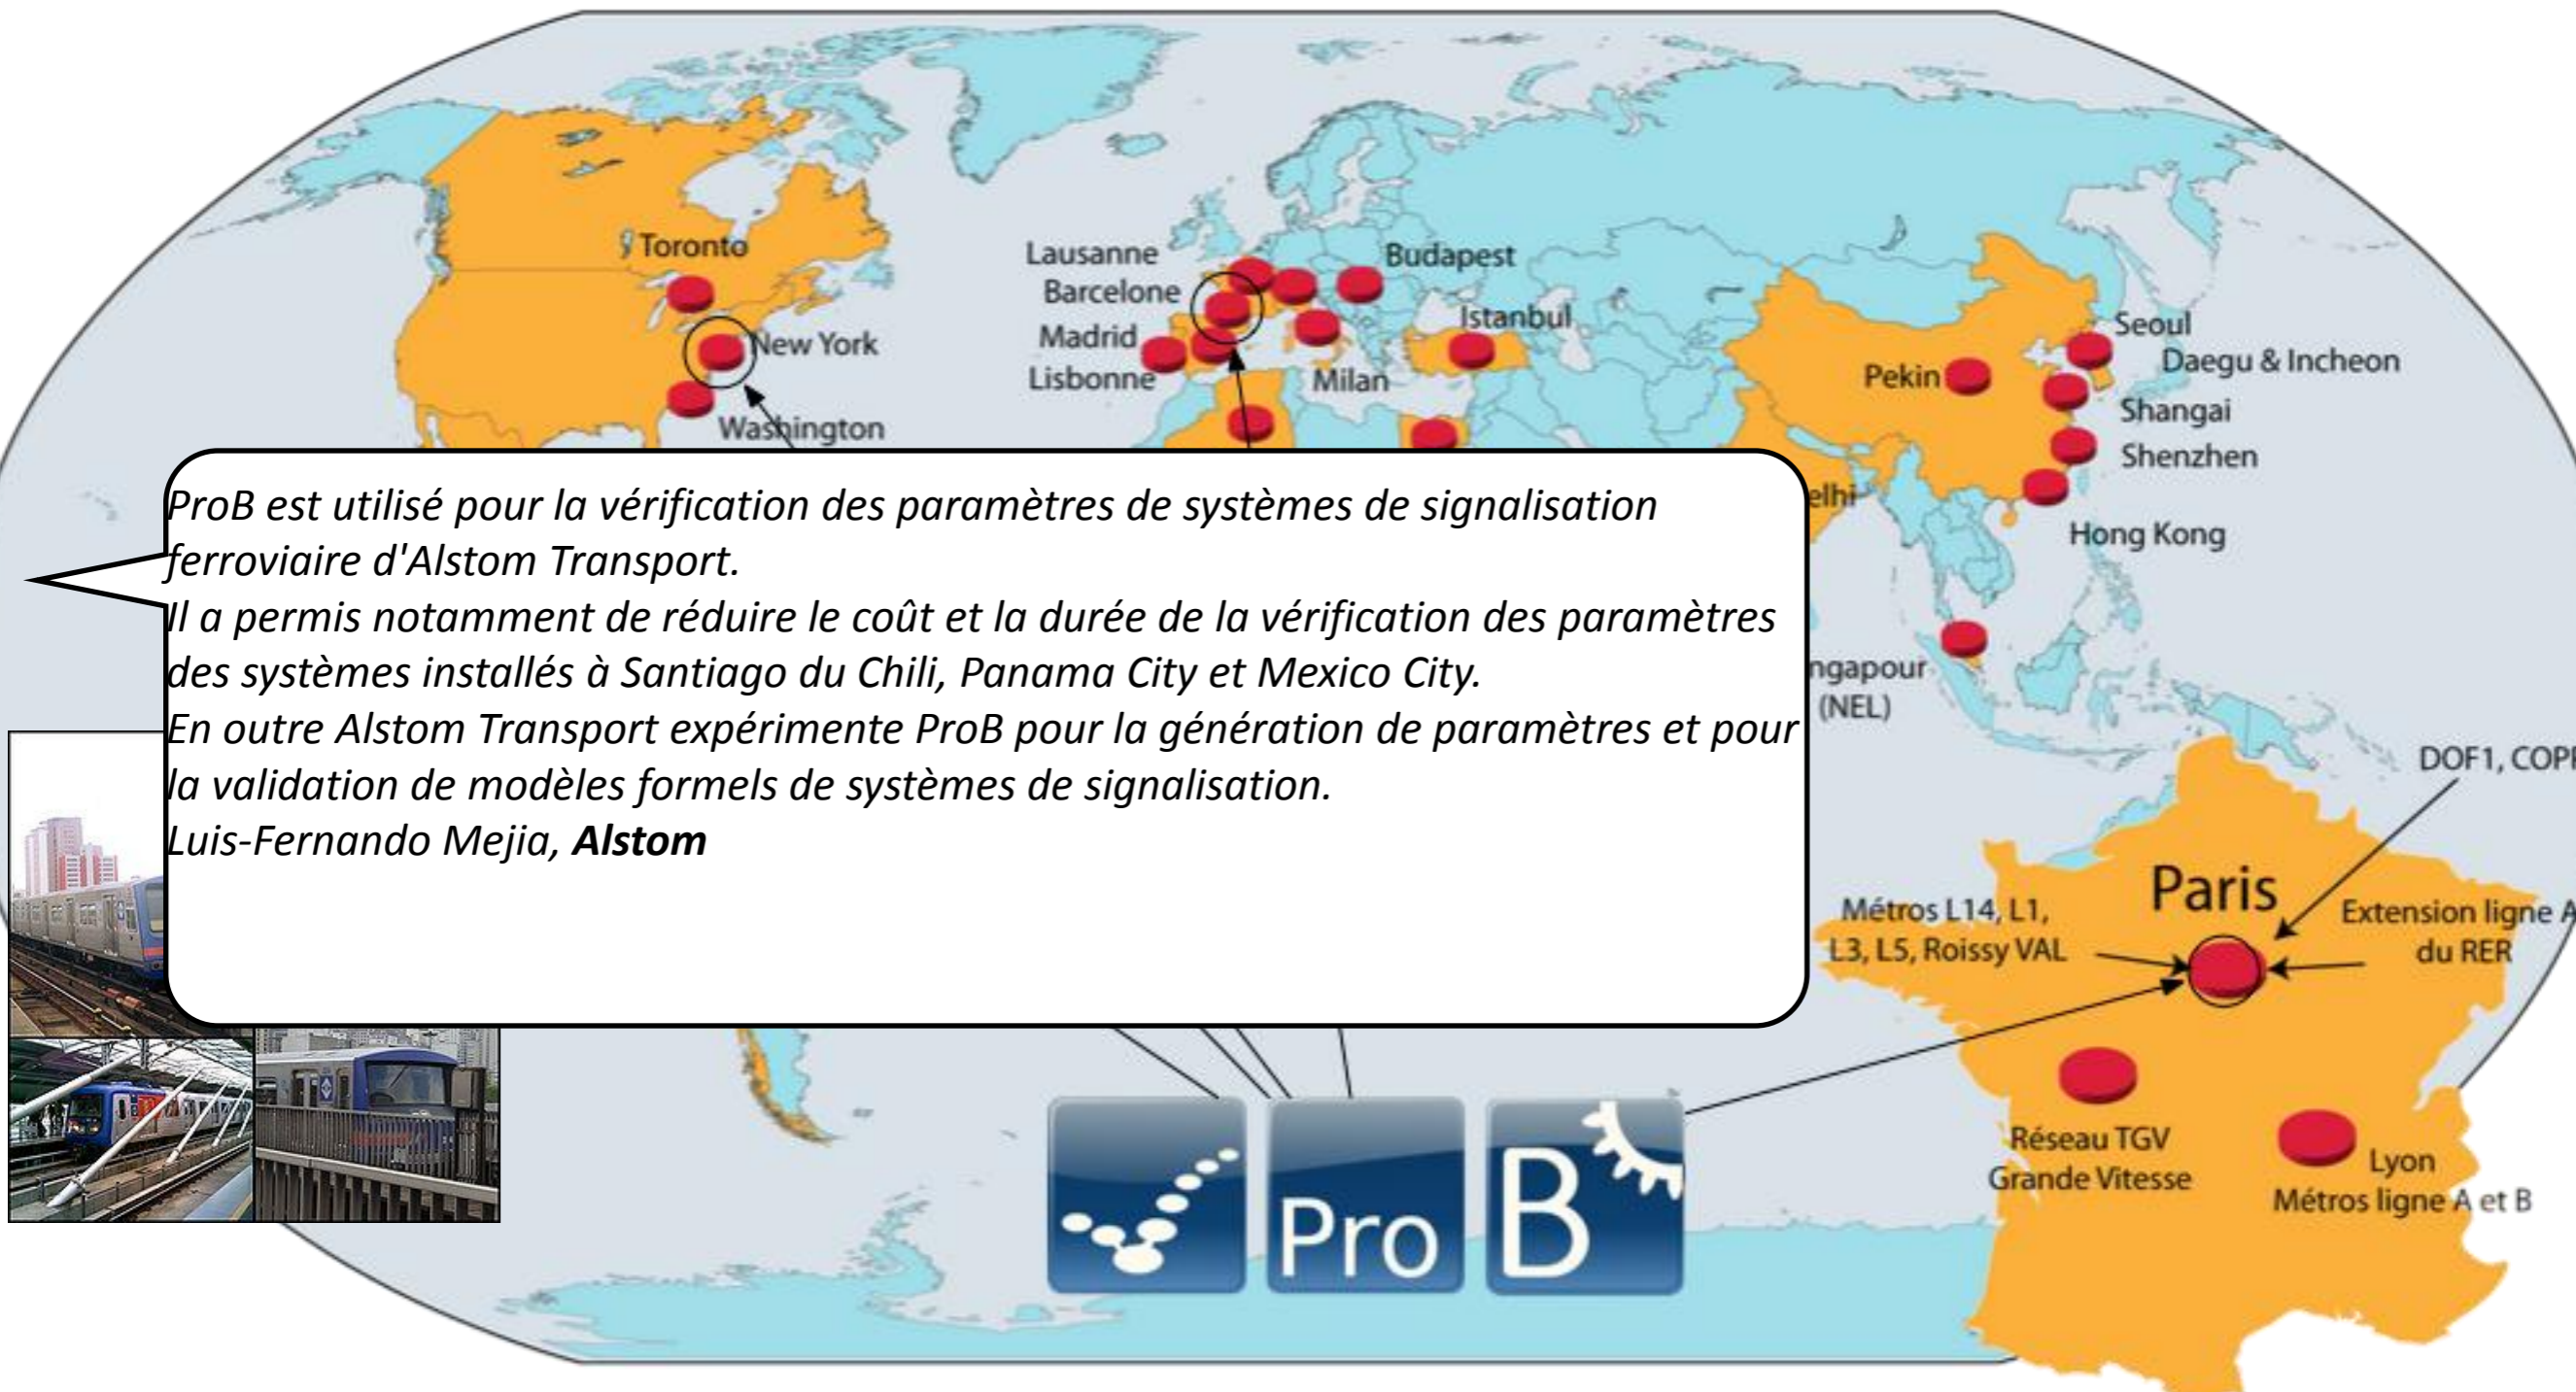 Toronto
New York
Washington
Lausanne
Barcelone
Madrid
Lisbonne
Budapest
Istanbul
Milan
Pekin
Seoul
Daegu & Incheon
Shangai
Shenzhen
Hong Kong
elhi
ngapour
(NEL)
ProB est utilisé pour la vérification des paramètres de systèmes de signalisation
ferroviaire d'Alstom Transport.
Il a permis notamment de réduire le coût et la durée de la vérification des paramètres
des systèmes installés à Santiago du Chili, Panama City et Mexico City.
En outre Alstom Transport expérimente ProB pour la génération de paramètres et pour
la validation de modèles formels de systèmes de signalisation.
Luis-Fernando Mejia, Alstom
DOF1, COPP
Paris
Métros L14, L1,
L3, L5, Roissy VAL
Extension ligne A
du RER
Réseau TGV
Grande Vitesse
Lyon
Métros ligne A et B
Pro
B